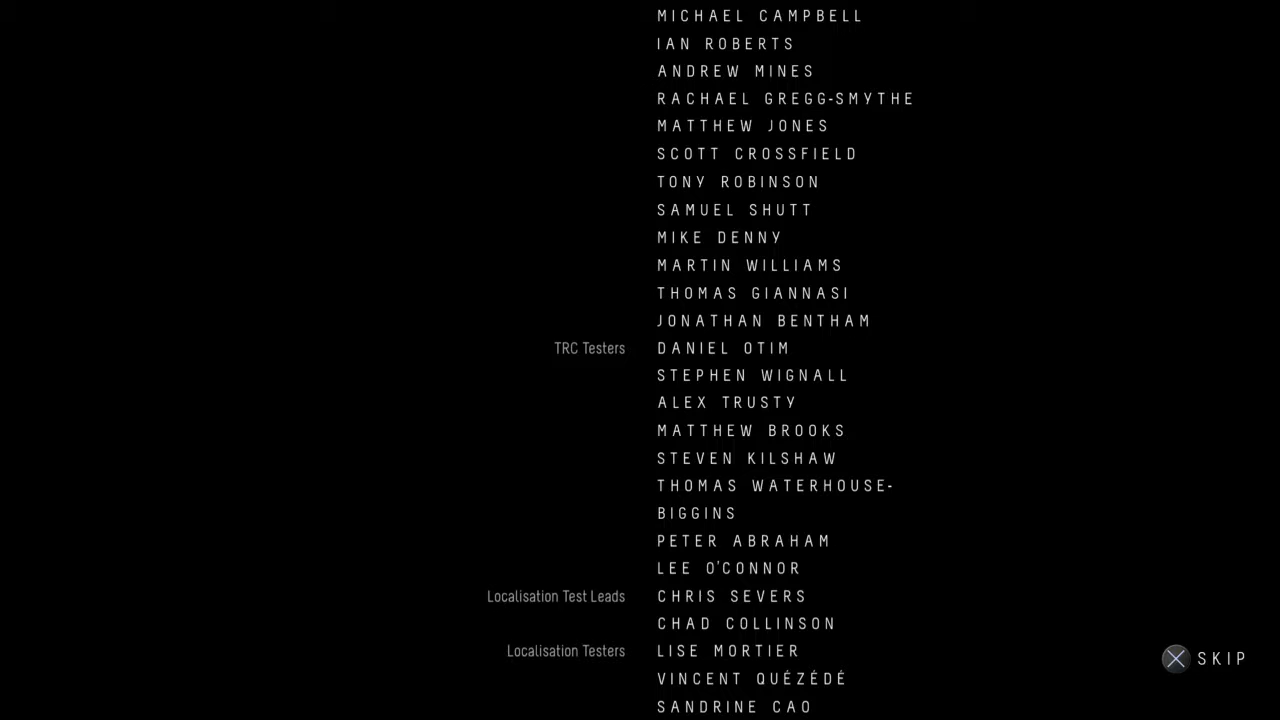 MICHAEL CAMPBELL
IAN ROBERTS
ANDREW MINES
RACHAEL GREGG-SMYTHE
MATTHEW JONES
SCOTT CROSSFIELD
TONY ROBINSON
SAMUEL SHUTT
MIKE DENNY
MARTIN WILLIAMS
THOMAS GIANNASI
JONATHAN BENTHAM
TRC Testers DANIEL OTIM
STEPHEN WIGNALL
ALEX TRUSTY
MATTHEW BROOKS
STEVEN KILSHAW
THOMAS WATERHOUSE-
BIGGINS
PETER ABRAHAM
LEE O'CONNOR
Localisation Test Leads CHRIS SEVERS
CHAD COLLINSON
Localisation Testers LISE MORTIER
VINCENT QUÉZÉDÉ
SANDRINE CAO
SKIP